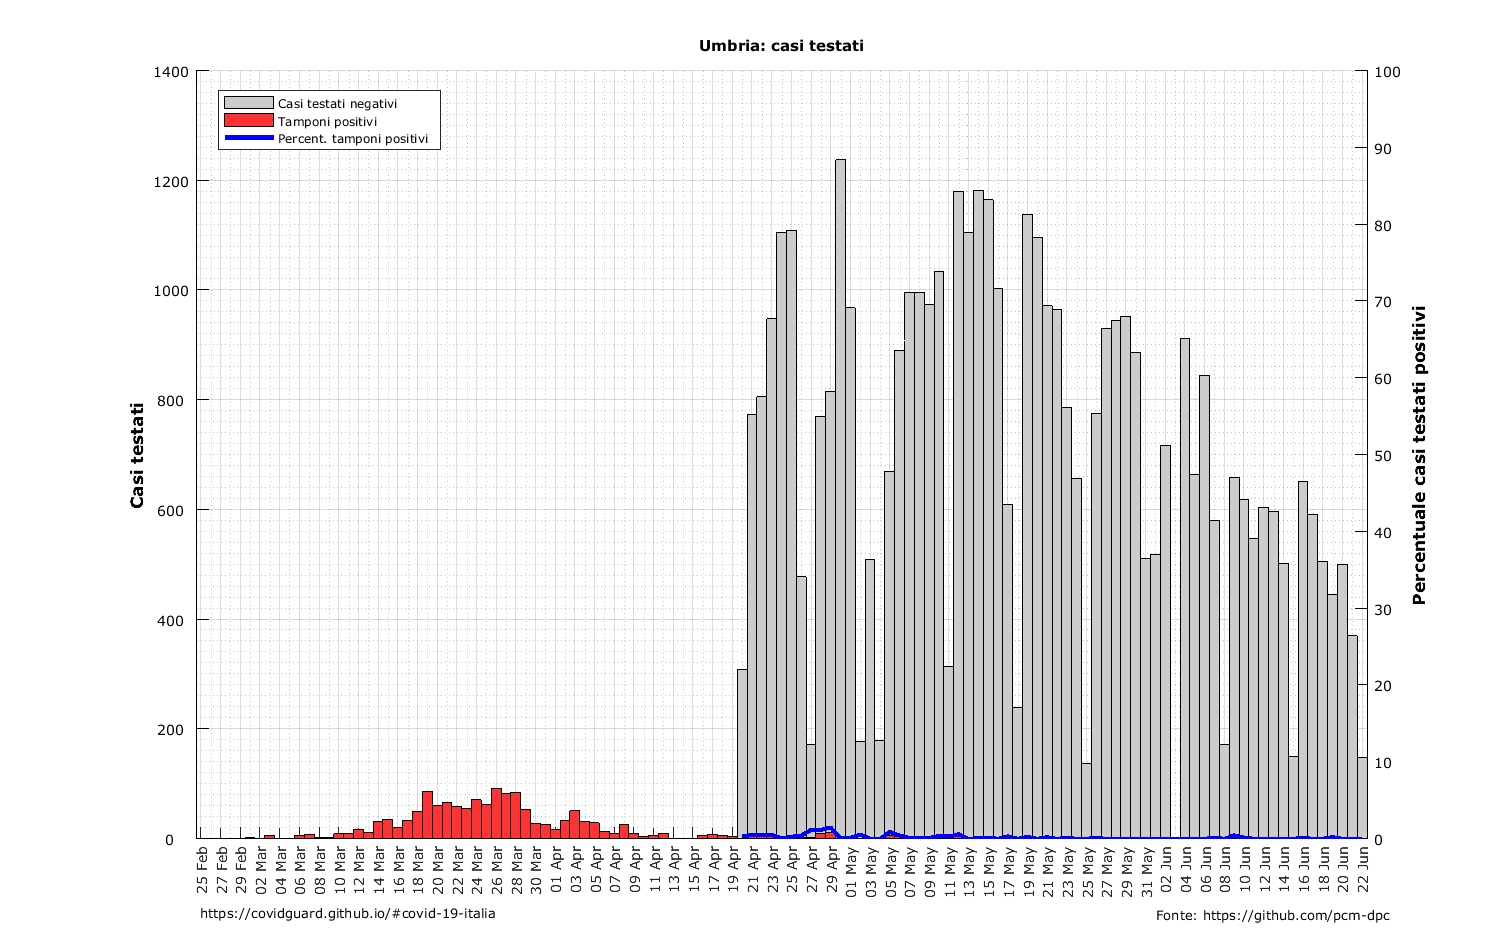 Umbria: casi testati
Casi testati negativi
Tamponi positivi
Percent. tamponi positivi
Casi testati
1400
1200
1000
800
600
400
200
0
Percentuale casi testati positivi
100
90
80
70
60
50
40
30
20
10
0
25 Feb
27 Feb
29 Feb
02 Mar
04 Mar
06 Mar
08 Mar
10 Mar
12 Mar
14 Mar
16 Mar
18 Mar
20 Mar
22 Mar
24 Mar
26 Mar
28 Mar
30 Mar
01 Apr
03 Apr
05 Apr
07 Apr
09 Apr
11 Apr
13 Apr
15 Apr
17 Apr
19 Apr
21 Apr
23 Apr
25 Apr
27 Apr
29 Apr
01 May
03 May
05 May
07 May
09 May
11 May
13 May
15 May
17 May
19 May
21 May
23 May
25 May
27 May
29 May
31 May
02 Jun
04 Jun
06 Jun
08 Jun
10 Jun
12 Jun
14 Jun
16 Jun
18 Jun
20 Jun
22 Jun
https://covidguard.github.io/#covid-19-italia
Fonte: https://github.com/pcm-dpc